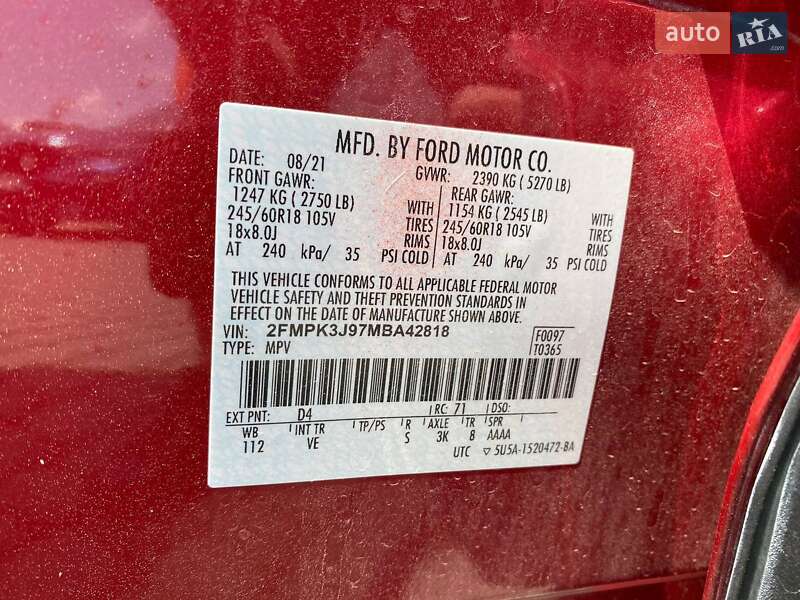 auto RIA .com
MFD. BY FORD MOTOR CO.
DATE: 08/21 GVWR: 2390 KG ( 5270 LB)
FRONT GAWR: REAR GAWR:
1247 KG ( 2750 LB) WITH 1154 KG ( 2545 LB) WITH
245/60R18 105V TIRES 245/60R18 105V TIRES
18x8.0J RIMS 18x8.0J RIMS
AT 240 kPa/ 35 PSI COLD AT 240 kPa/ 35 PSI COLD
THIS VEHICLE CONFORMS TO ALL APPLICABLE FEDERAL MOTOR
VEHICLE SAFETY AND THEFT PREVENTION STANDARDS IN
EFFECT ON THE DATE OF MANUFACTURE SHOWN ABOVE.
VIN: 2FMPK3J97MBA42818 F0097
TYPE: MPV T0365
EXT PNT: D4 RC: 71 DSO:
WB INT TR TP/PS R AXLE TR SPR
112 VE S 3K 8 AAAA
UTC ▽ 5U5A-1520472-BA